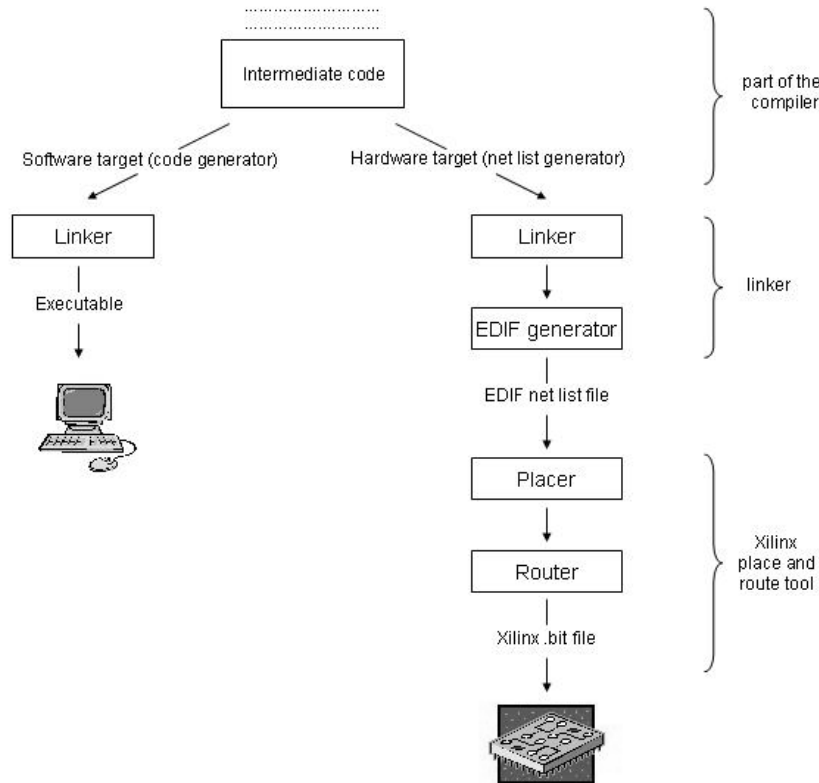 Intermediate code
part of the
compiler
Software target (code generator)
Hardware target (net list generator)
Linker
Linker
linker
Executable
EDIF generator
EDIF net list file
Placer
Xilinx
place and
route tool
Router
Xilinx .bit file